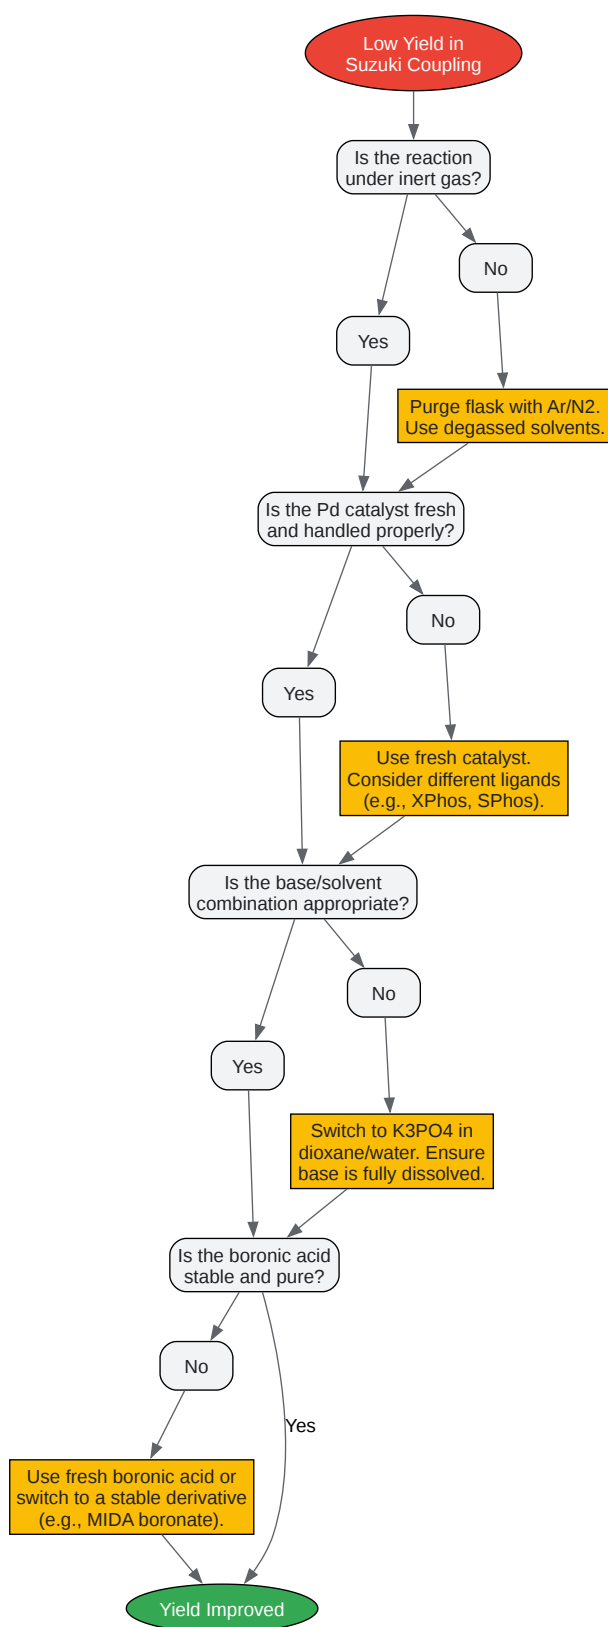 Low Yield in
Suzuki Coupling
Is the reaction
under inert gas?
No
Yes
Purge flask with Ar/N2.
Use degassed solvents.
Is the Pd catalyst fresh
and handled properly?
No
Yes
Use fresh catalyst.
Consider different ligands
(e.g., XPhos, SPhos).
Is the base/solvent
combination appropriate?
No
Yes
Switch to K3PO4 in
dioxane/water. Ensure
base is fully dissolved.
Is the boronic acid
stable and pure?
No
Yes
Use fresh boronic acid or
switch to a stable derivative
(e.g., MIDA boronate).
Yield Improved